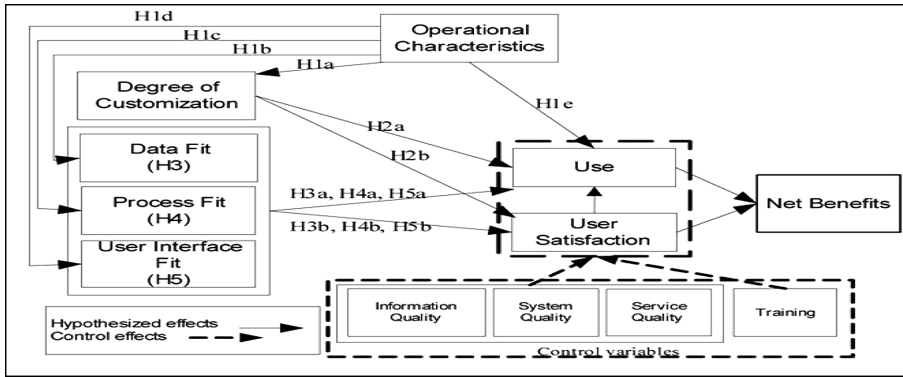 H1d
H1c
H1b
Operational
Characteristics
H1a
Degree of
Customization
H1e
H2a
H2b
Data Fit
(H3)
Process Fit
(H4)
User Interface
Fit
(H5)
H3a, H4a, H5a
H3b, H4b, H5b
Use
User
Satisfaction
Net Benefits
Information
Quality
System
Quality
Service
Quality
Training
Control variables
Hypothesized effects
Control effects